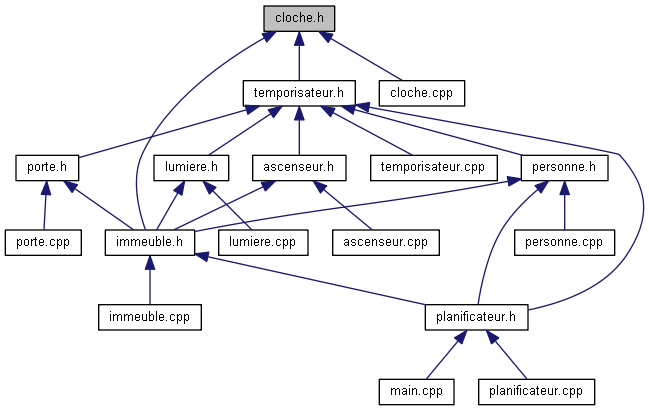 cloche.h
temporisateur.h
cloche.cpp
porte.h
lumiere.h
ascenseur.h
temporisateur.cpp
personne.h
porte.cpp
immeuble.h
lumiere.cpp
ascenseur.cpp
personne.cpp
immeuble.cpp
planificateur.h
main.cpp
planificateur.cpp